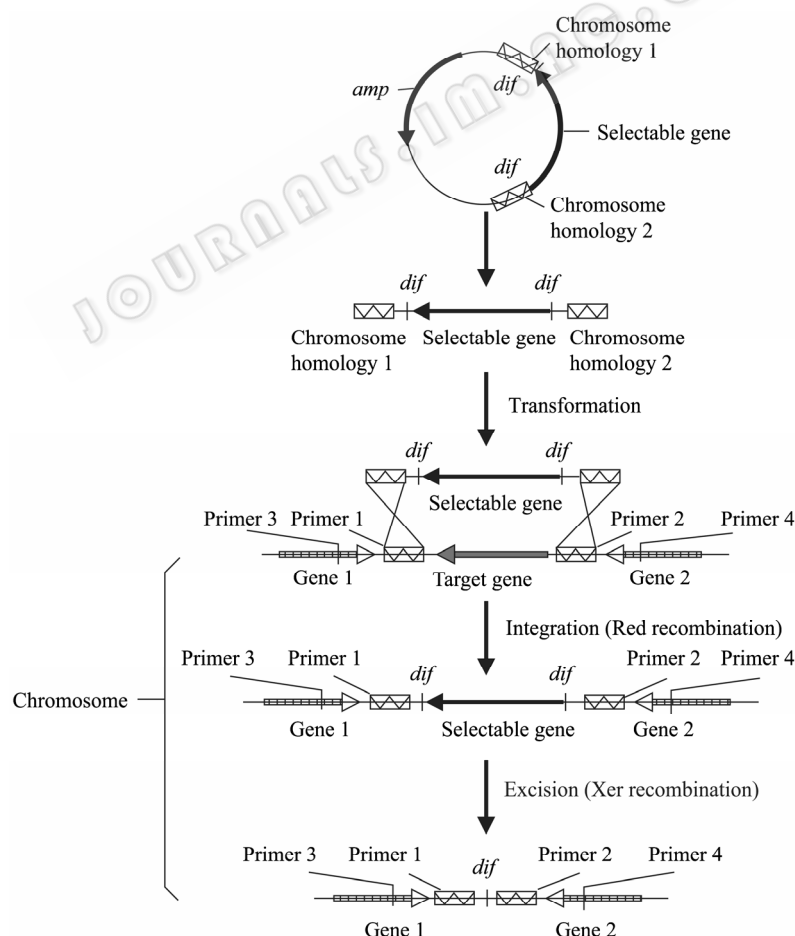 JOURNALS.IM.AC.
Chromosome
homology 1
amp
dif
Selectable gene
dif
Chromosome
homology 2
dif
dif
Chromosome
homology 1
Selectable gene
Chromosome
homology 2
Transformation
dif
dif
Selectable gene
Primer 3
Primer 1
Primer 2
Primer 4
Gene 1
Target gene
Gene 2
Integration (Red recombination)
Primer 3
Primer 1
dif
dif
Primer 2
Primer 4
Chromosome
Gene 1
Selectable gene
Gene 2
Excision (Xer recombination)
Primer 3
Primer 1
dif
Primer 2
Primer 4
Gene 1
Gene 2